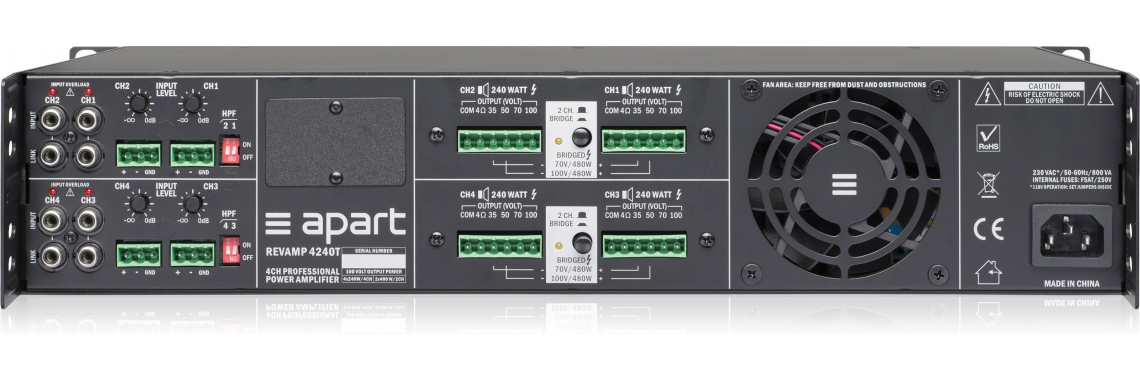 INPUT OVERLOAD
CH2 CH1
INPUT
LINK
CH2 INPUT LEVEL CH1
-∞ 0dB -∞ 0dB
HPF
2 1
ON
OFF
NO
+ - GND + - GND
INPUT OVERLOAD
CH4 CH3
INPUT
LINK
CH4 INPUT LEVEL CH3
-∞ 0dB -∞ 0dB
HPF
4 3
ON
OFF
NO
+ - GND + - GND
apart
REVAMP 4240T
SERIAL NUMBER
4CH PROFESSIONAL
POWER AMPLIFIER
100 VOLT OUTPUT POWER
4x240W/4CH 2x480W/2CH
CH2 240 WATT
OUTPUT (VOLT)
COM 4Ω 35 50 70 100
2 CH.
BRIDGE
BRIDGED
70V/480W
100V/480W
- +
- +
CH1 240 WATT
OUTPUT (VOLT)
COM 4Ω 35 50 70 100
CH4 240 WATT
OUTPUT (VOLT)
COM 4Ω 35 50 70 100
2 CH.
BRIDGE
BRIDGED
70V/480W
100V/480W
- +
- +
CH3 240 WATT
OUTPUT (VOLT)
COM 4Ω 35 50 70 100
FAN AREA: KEEP FREE FROM DUST AND OBSTRUCTIONS
CAUTION
RISK OF ELECTRIC SHOCK
DO NOT OPEN
RoHS
230 VAC*/50-60Hz/800 VA
INTERNAL FUSES: F5AT/250V
*110V OPERATION: SET JUMPERS INSIDE
CE
MADE IN CHINA